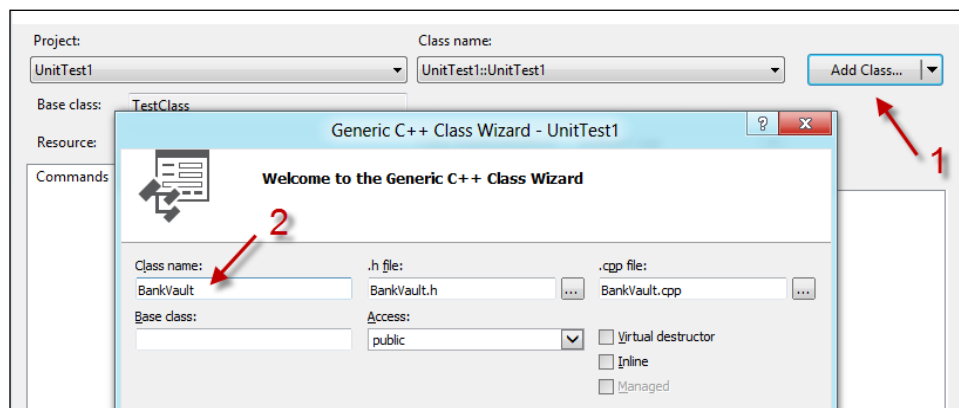 Project:
Class name:
UnitTest1
UnitTest1::UnitTest1
Add Class...
Base class:
TestClass
Resource:
Commands
1
Generic C++ Class Wizard - UnitTest1
? x
Welcome to the Generic C++ Class Wizard
2
Class name:
.h file:
.cpp file:
BankVault
BankVault.h
...
BankVault.cpp
...
Base class:
Access:
public
Virtual destructor
Inline
Managed